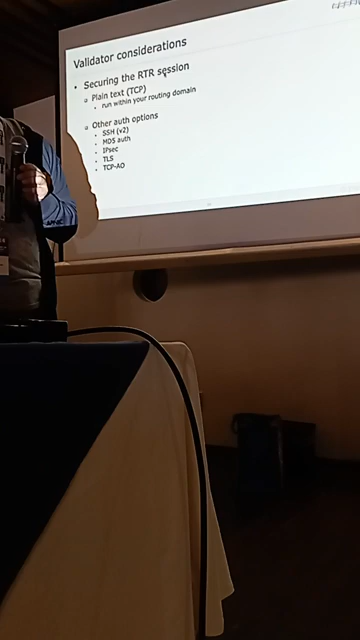 Validator considerations
Securing the RTR session
Plain text (TCP)
run within your routing domain
Other auth options
SSH (v2)
MD5 auth
IPsec
TLS
TCP-AO